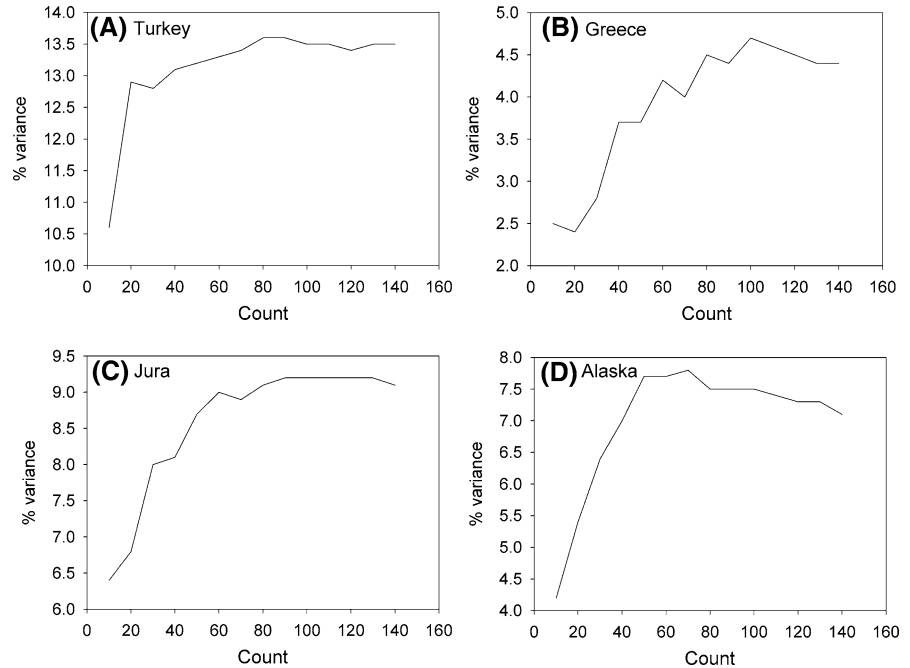 (A) Turkey
14.0
13.5
13.0
12.5
12.0
11.5
11.0
10.5
10.0
% variance
0 20 40 60 80 100 120 140 160
Count
(B) Greece
5.0
4.5
4.0
3.5
3.0
2.5
2.0
% variance
0 20 40 60 80 100 120 140 160
Count
(C) Jura
9.5
9.0
8.5
8.0
7.5
7.0
6.5
6.0
% variance
0 20 40 60 80 100 120 140 160
Count
(D) Alaska
8.0
7.5
7.0
6.5
6.0
5.5
5.0
4.5
4.0
% variance
0 20 40 60 80 100 120 140 160
Count